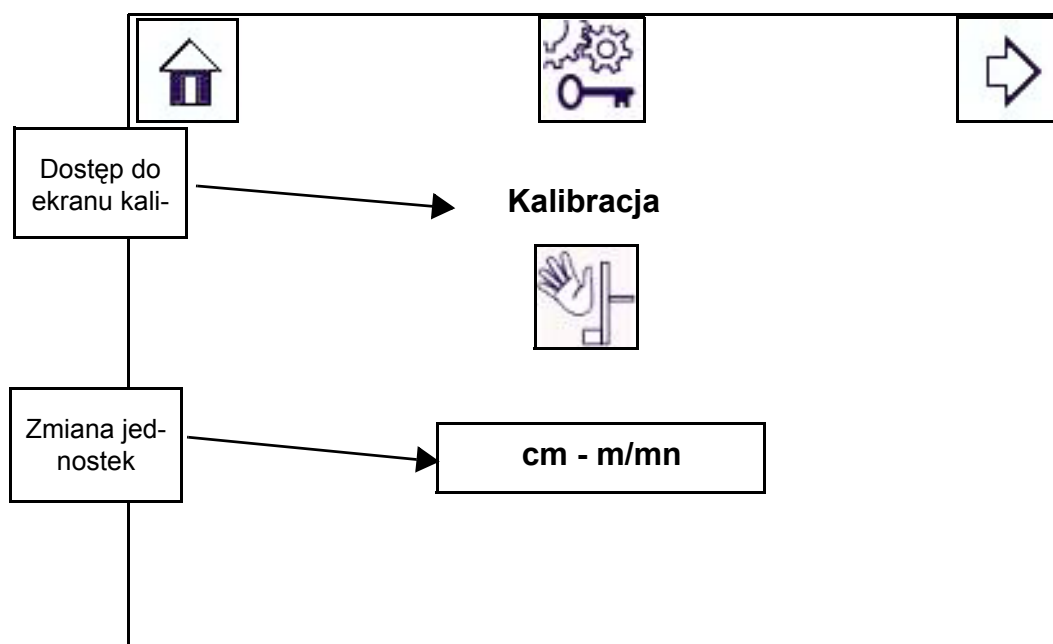 Dostęp do
ekranu kali-
Kalibracja
Zmiana jed-
nostek
cm - m/mn